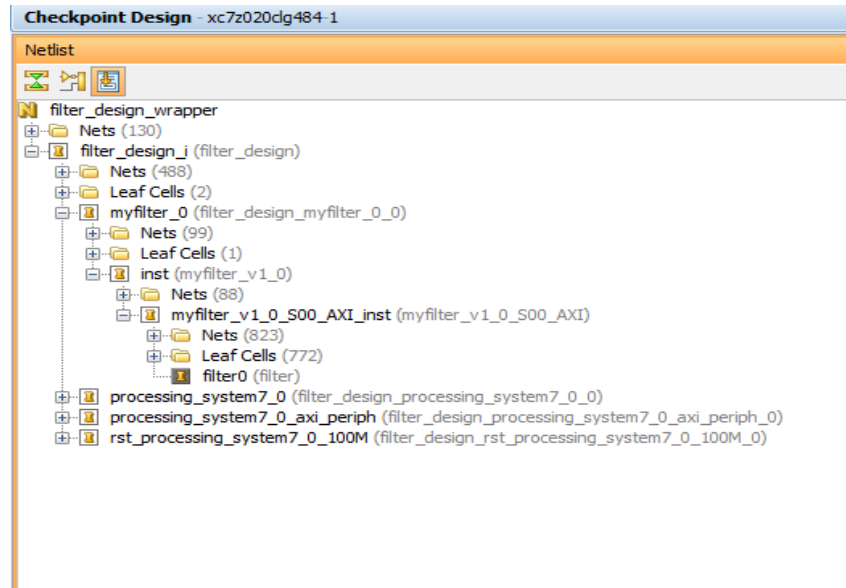 Checkpoint Design - xc7z020clg484-1
Netlist
filter_design_wrapper
Nets (130)
filter_design_i (filter_design)
Nets (488)
Leaf Cells (2)
myfilter_0 (filter_design_myfilter_0_0)
Nets (99)
Leaf Cells (1)
inst (myfilter_v1_0)
Nets (88)
myfilter_v1_0_S00_AXI_inst (myfilter_v1_0_S00_AXI)
Nets (823)
Leaf Cells (772)
filter0 (filter)
processing_system7_0 (filter_design_processing_system7_0_0)
processing_system7_0_axi_periph (filter_design_processing_system7_0_axi_periph_0)
rst_processing_system7_0_100M (filter_design_rst_processing_system7_0_100M_0)